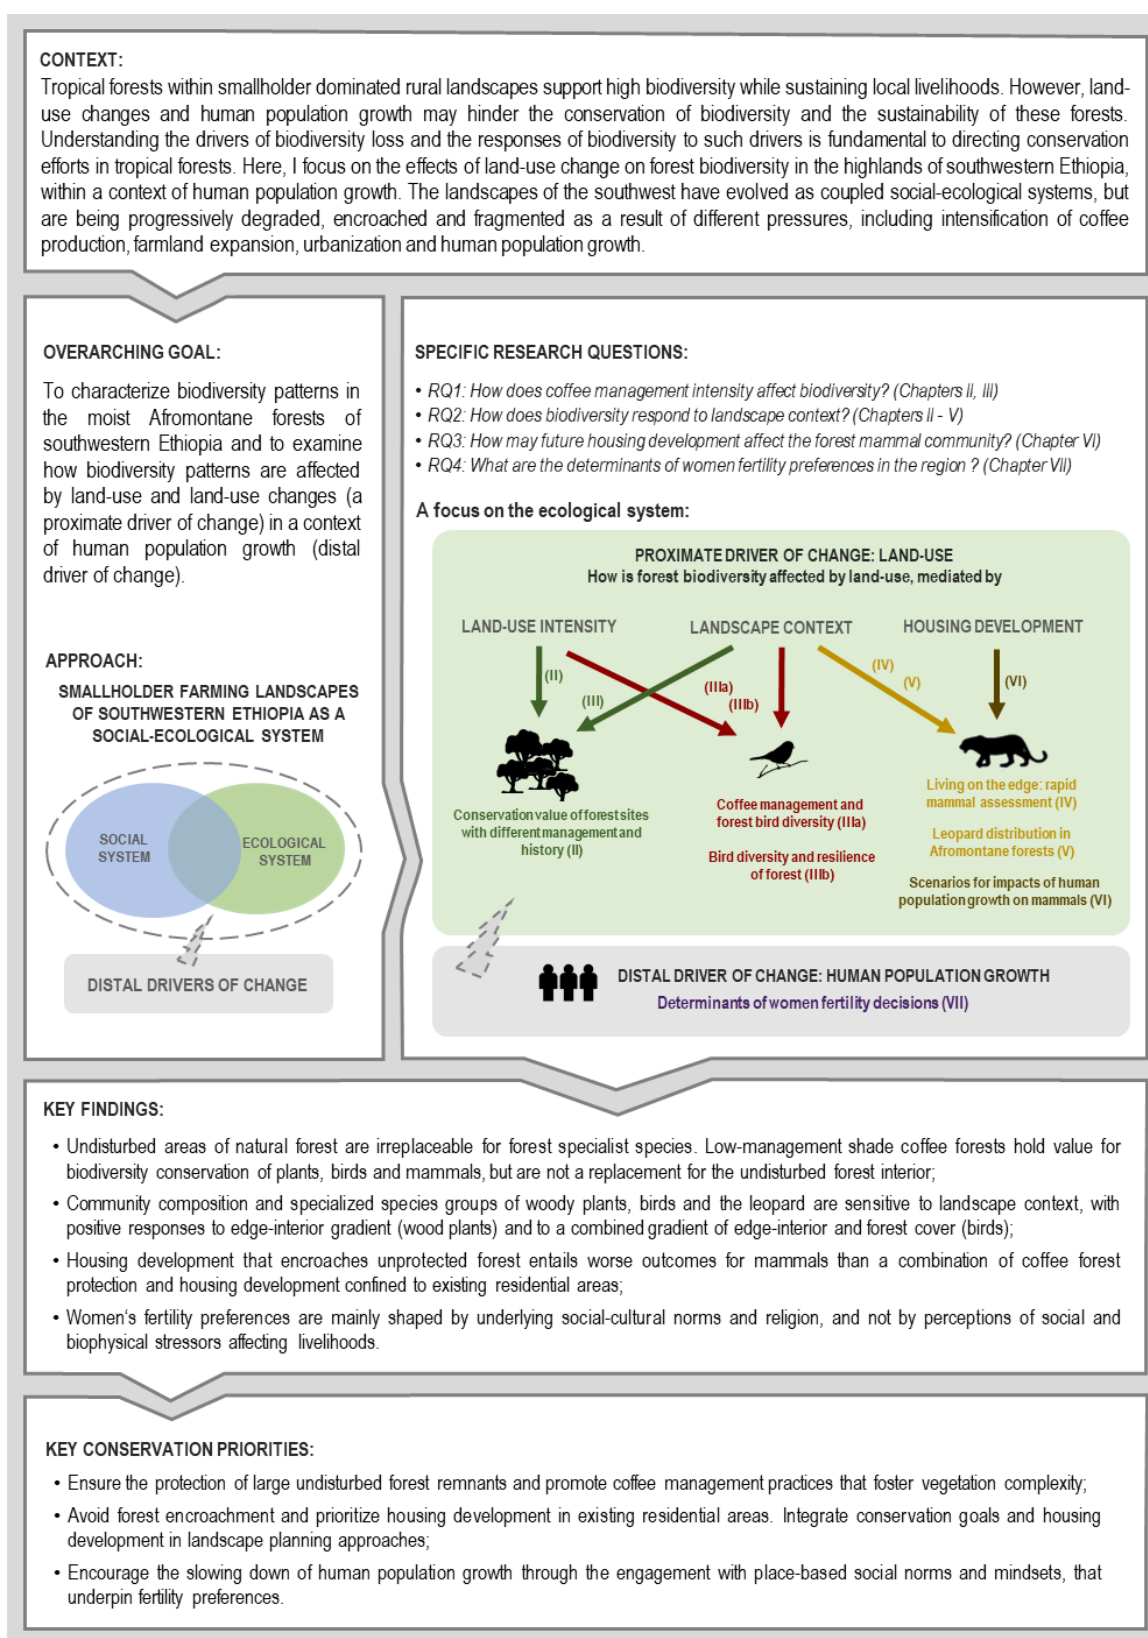 CONTEXT:
Tropical forests within smallholder dominated rural landscapes support high biodiversity while sustaining local livelihoods. However, land-
use changes and human population growth may hinder the conservation of biodiversity and the sustainability of these forests.
Understanding the drivers of biodiversity loss and the responses of biodiversity to such drivers is fundamental to directing conservation
efforts in tropical forests. Here, I focus on the effects of land-use change on forest biodiversity in the highlands of southwestern Ethiopia,
within a context of human population growth. The landscapes of the southwest have evolved as coupled social-ecological systems, but
are being progressively degraded, encroached and fragmented as a result of different pressures, including intensification of coffee
production, farmland expansion, urbanization and human population growth.
OVERARCHING GOAL:
To characterize biodiversity patterns in
the moist Afromontane forests of
southwestern Ethiopia and to examine
how biodiversity patterns are affected
by land-use and land-use changes (a
proximate driver of change) in a context
of human population growth (distal
driver of change).
APPROACH:
SMALLHOLDER FARMING LANDSCAPES
OF SOUTHWESTERN ETHIOPIA AS A
SOCIAL-ECOLOGICAL SYSTEM
SOCIAL
SYSTEM
ECOLOGICAL
SYSTEM
DISTAL DRIVERS OF CHANGE
SPECIFIC RESEARCH QUESTIONS:
• RQ1: How does coffee management intensity affect biodiversity? (Chapters II, III)
• RQ2: How does biodiversity respond to landscape context? (Chapters II - V)
• RQ3: How may future housing development affect the forest mammal community? (Chapter VI)
• RQ4: What are the determinants of women fertility preferences in the region ? (Chapter VII)
A focus on the ecological system:
PROXIMATE DRIVER OF CHANGE: LAND-USE
How is forest biodiversity affected by land-use, mediated by
LAND-USE INTENSITY
LANDSCAPE CONTEXT
HOUSING DEVELOPMENT
(II)
(III)
(IIIa)
(IIIb)
(IV)
(V)
(VI)
Conservation value of forest sites
with different management and
history (II)
Coffee management and
forest bird diversity (IIIa)
Bird diversity and resilience
of forest (IIIb)
Living on the edge: rapid
mammal assessment (IV)
Leopard distribution in
Afromontane forests (V)
Scenarios for impacts of human
population growth on mammals (VI)
DISTAL DRIVER OF CHANGE: HUMAN POPULATION GROWTH
Determinants of women fertility decisions (VII)
KEY FINDINGS:
• Undisturbed areas of natural forest are irreplaceable for forest specialist species. Low-management shade coffee forests hold value for
biodiversity conservation of plants, birds and mammals, but are not a replacement for the undisturbed forest interior;
• Community composition and specialized species groups of woody plants, birds and the leopard are sensitive to landscape context, with
positive responses to edge-interior gradient (wood plants) and to a combined gradient of edge-interior and forest cover (birds);
• Housing development that encroaches unprotected forest entails worse outcomes for mammals than a combination of coffee forest
protection and housing development confined to existing residential areas;
• Women's fertility preferences are mainly shaped by underlying social-cultural norms and religion, and not by perceptions of social and
biophysical stressors affecting livelihoods.
KEY CONSERVATION PRIORITIES:
• Ensure the protection of large undisturbed forest remnants and promote coffee management practices that foster vegetation complexity;
• Avoid forest encroachment and prioritize housing development in existing residential areas. Integrate conservation goals and housing
development in landscape planning approaches;
• Encourage the slowing down of human population growth through the engagement with place-based social norms and mindsets, that
underpin fertility preferences.